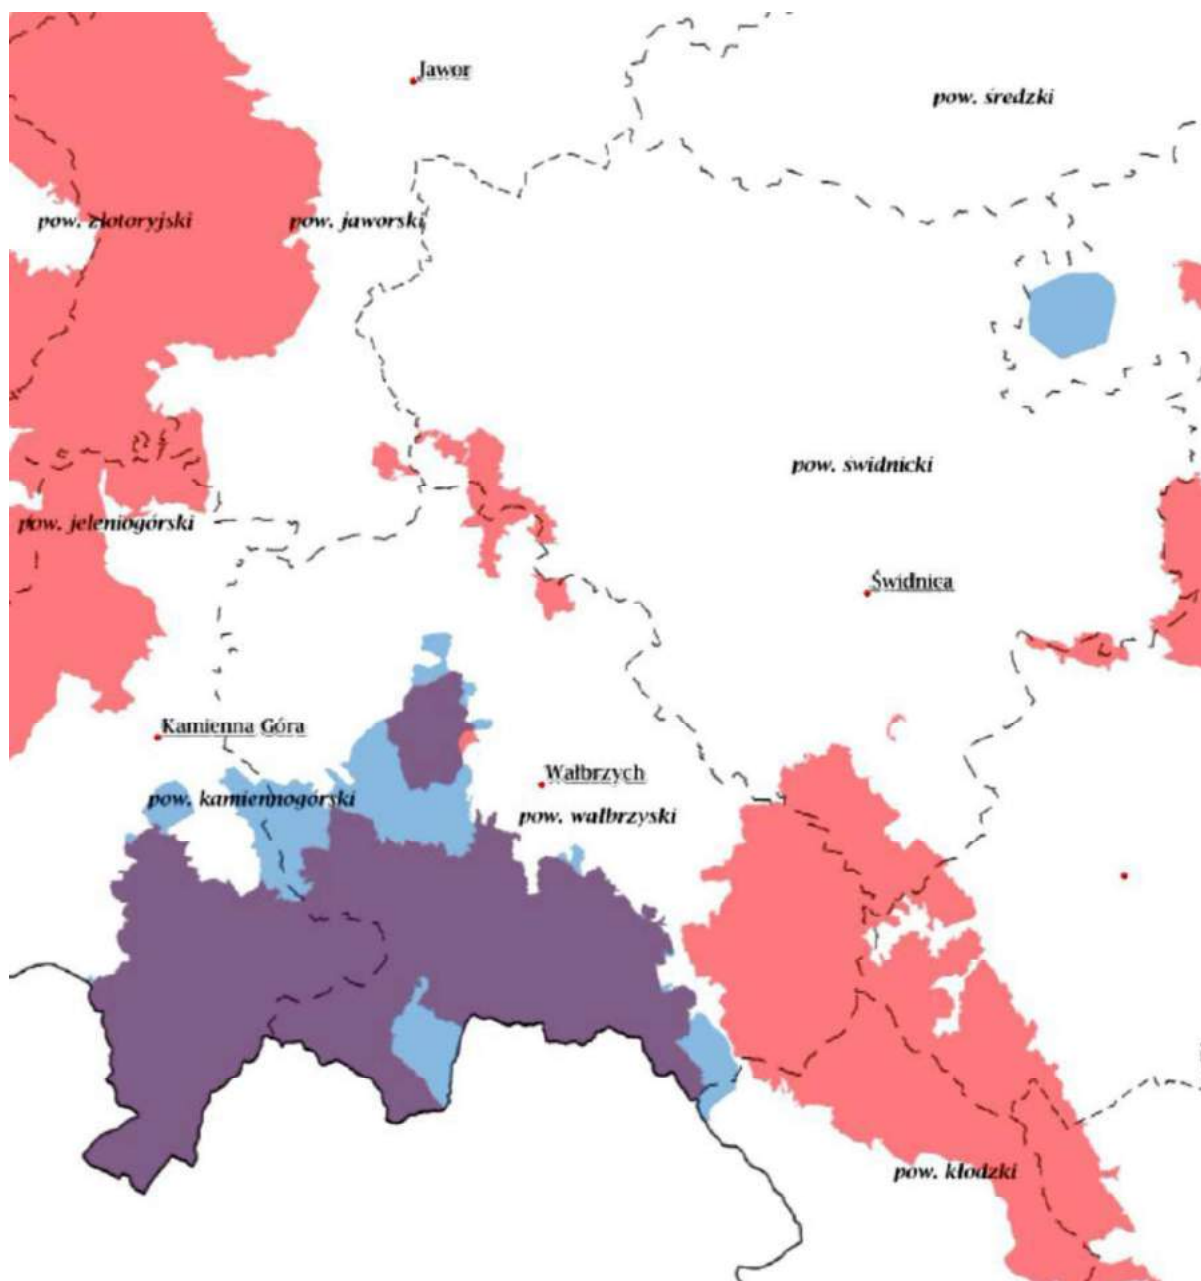 Jawor
pow. średzki
pow. złotoryjski
pow. jaworski
pow. świdnicki
pow. jeleniogórski
Świdnica
Kamienna Góra
Wałbrzych
pow. kamiennogórski
pow. wałbrzyski
pow. kłodzki